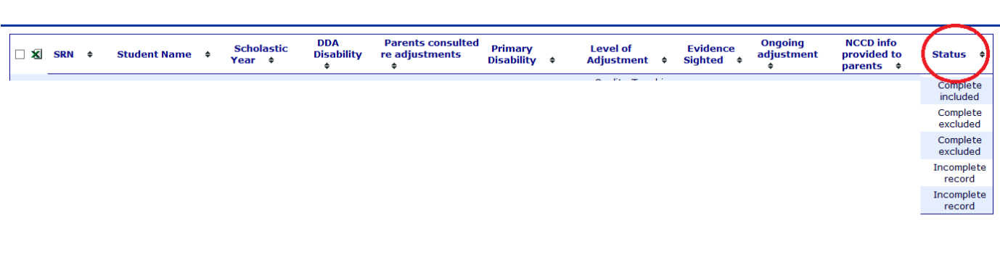 SRN
Student Name
Scholastic
Year
DDA
Disability
Parents consulted
re adjustments
Primary
Disability
Level of
Adjustment
Evidence
Sighted
Ongoing
adjustment
NCCD info
provided to
parents
Status
Complete
included
Complete
excluded
Complete
excluded
Incomplete
record
Incomplete
record